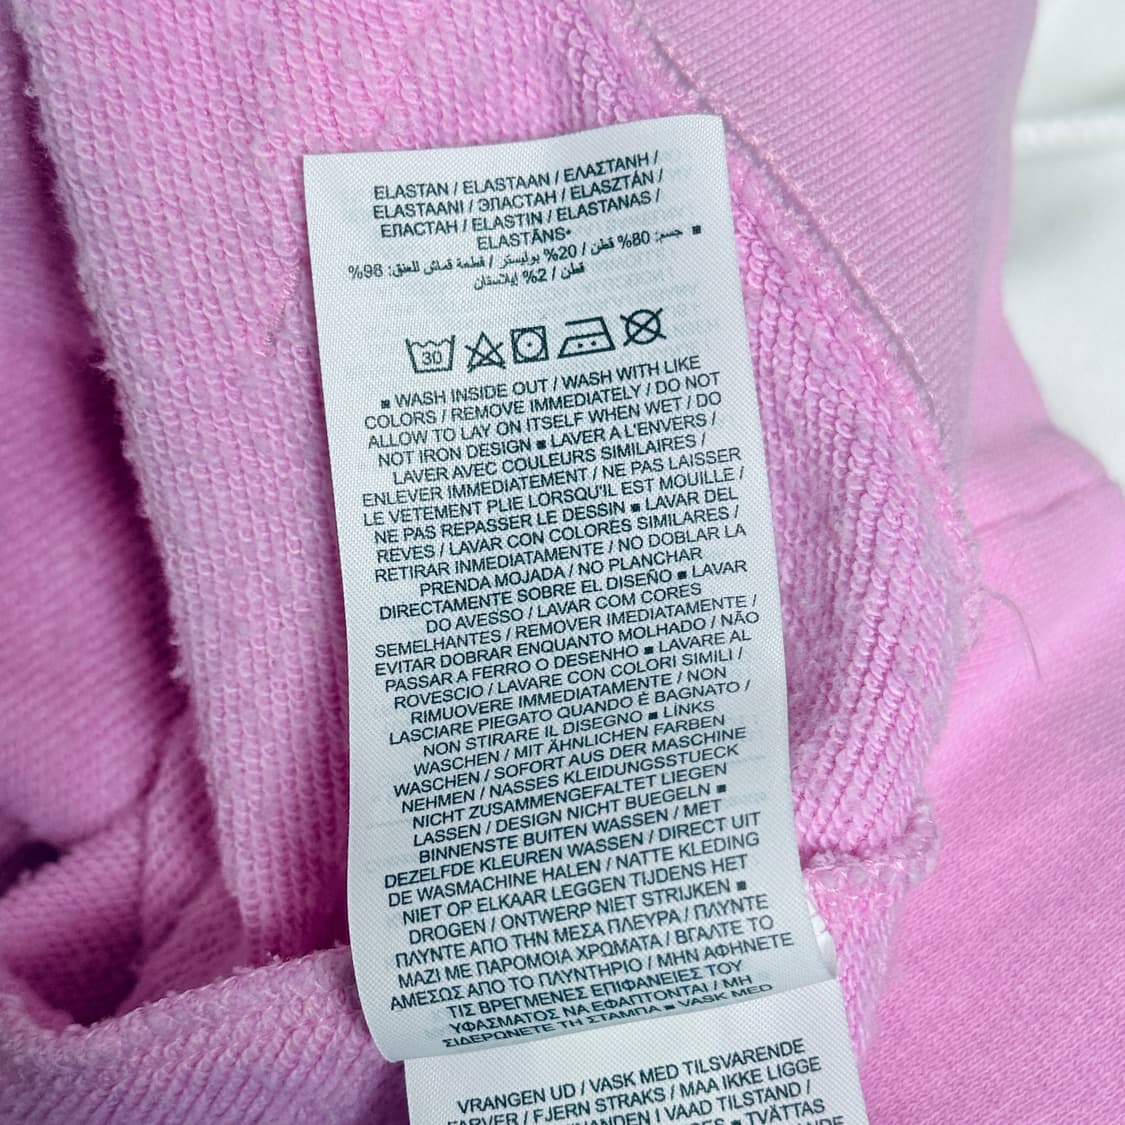 ELASTAN / ELASTAAN / ΕΛΑΣΤΑΝΗ /
ELASTAANI / ЭЛАСТАН / ELASZTÁN /
ЕЛАСТАН / ELASTIN / ELASTANAS /
ELASTĀNS•
■ جسم: 80% قطن / 20% بوليستر / قطعة قماش للعنق: 98%
قطن / 2% إيلاستان
30
■ WASH INSIDE OUT / WASH WITH LIKE
COLORS / REMOVE IMMEDIATELY / DO NOT
ALLOW TO LAY ON ITSELF WHEN WET / DO
NOT IRON DESIGN ■ LAVER A L'ENVERS /
LAVER AVEC COULEURS SIMILAIRES /
ENLEVER IMMEDIATEMENT / NE PAS LAISSER
LE VETEMENT PLIE LORSQU'IL EST MOUILLE /
NE PAS REPASSER LE DESSIN ■ LAVAR DEL
REVES / LAVAR CON COLORES SIMILARES /
RETIRAR INMEDIATAMENTE / NO DOBLAR LA
PRENDA MOJADA / NO PLANCHAR
DIRECTAMENTE SOBRE EL DISEÑO ■ LAVAR
DO AVESSO / LAVAR COM CORES
SEMELHANTES / REMOVER IMEDIATAMENTE /
EVITAR DOBRAR ENQUANTO MOLHADO / NÃO
PASSAR A FERRO O DESENHO ■ LAVARE AL
ROVESCIO / LAVARE CON COLORI SIMILI /
RIMUOVERE IMMEDIATAMENTE / NON
LASCIARE PIEGATO QUANDO È BAGNATO /
NON STIRARE IL DISEGNO ■ LINKS
WASCHEN / MIT ÄHNLICHEN FARBEN
WASCHEN / SOFORT AUS DER MASCHINE
NEHMEN / NASSES KLEIDUNGSSTUECK
NICHT ZUSAMMENGEFALTET LIEGEN
LASSEN / DESIGN NICHT BUEGELN ■
BINNENSTE BUITEN WASSEN / MET
DEZELFDE KLEUREN WASSEN / DIRECT UIT
DE WASMACHINE HALEN / NATTE KLEDING
NIET OP ELKAAR LEGGEN TIJDENS HET
DROGEN / ONTWERP NIET STRIJKEN ■
ΠΛΥΝΤΕ ΑΠΟ ΤΗΝ ΜΕΣΑ ΠΛΕΥΡΑ / ΠΛΥΝΤΕ
ΜΑΖΙ ΜΕ ΠΑΡΟΜΟΙΑ ΧΡΩΜΑΤΑ / ΒΓΑΛΤΕ ΤΟ
ΑΜΕΣΩΣ ΑΠΟ ΤΟ ΠΛΥΝΤΗΡΙΟ / ΜΗΝ ΑΦΗΝΕΤΕ
ΤΙΣ ΒΡΕΓΜΕΝΕΣ ΕΠΙΦΑΝΕΙΕΣ ΤΟΥ
ΥΦΑΣΜΑΤΟΣ ΝΑ ΕΦΑΠΤΟΝΤΑΙ / ΜΗ
ΣΙΔΕΡΩΝΕΤΕ ΤΗ ΣΤΑΜΠΑ ■ VASK MED
VRANGEN UD / VASK MED TILSVARENDE
FARVER / FJERN STRAKS / MAA IKKE LIGGE
/ VAAD TILSTAND /
■ TVÄTTAS